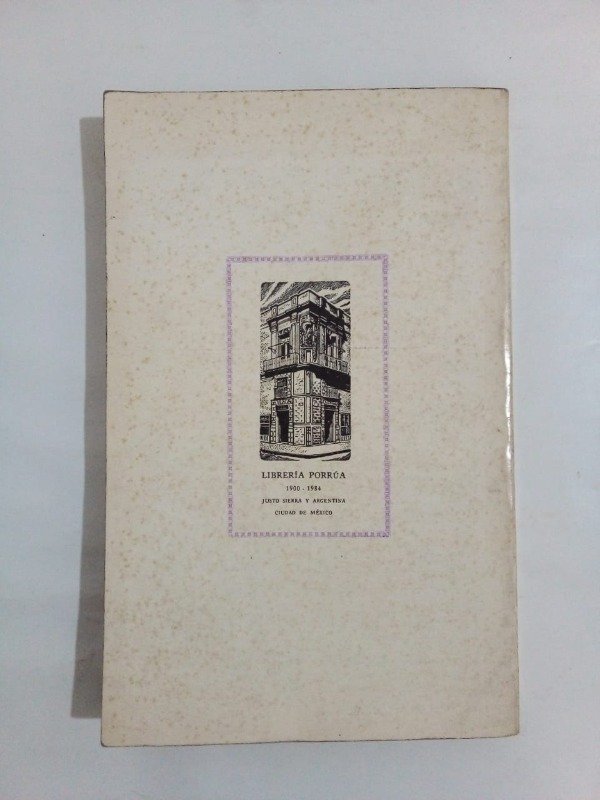 LIBRERÍA PORRÚA
1900 - 1984
JUSTO SIERRA Y ARGENTINA
CIUDAD DE MÉXICO